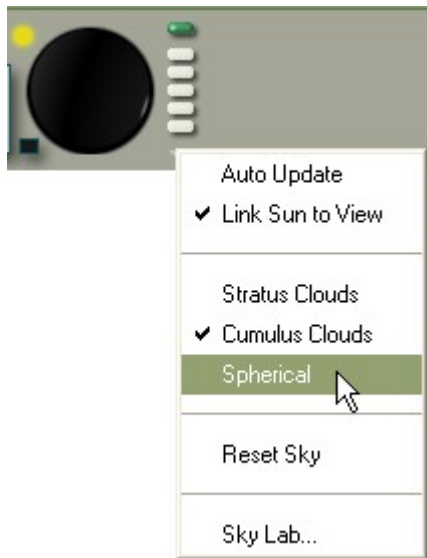 Auto Update
Link Sun to View
Stratus Clouds
Cumulus Clouds
Spherical
Reset Sky
Sky Lab...